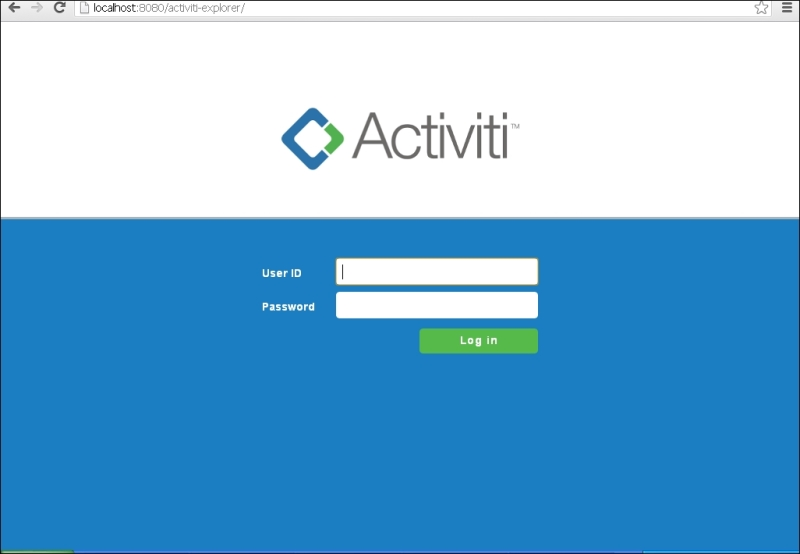 localhost:8080/activiti-explorer/
Activiti™
User ID
Password
Log in